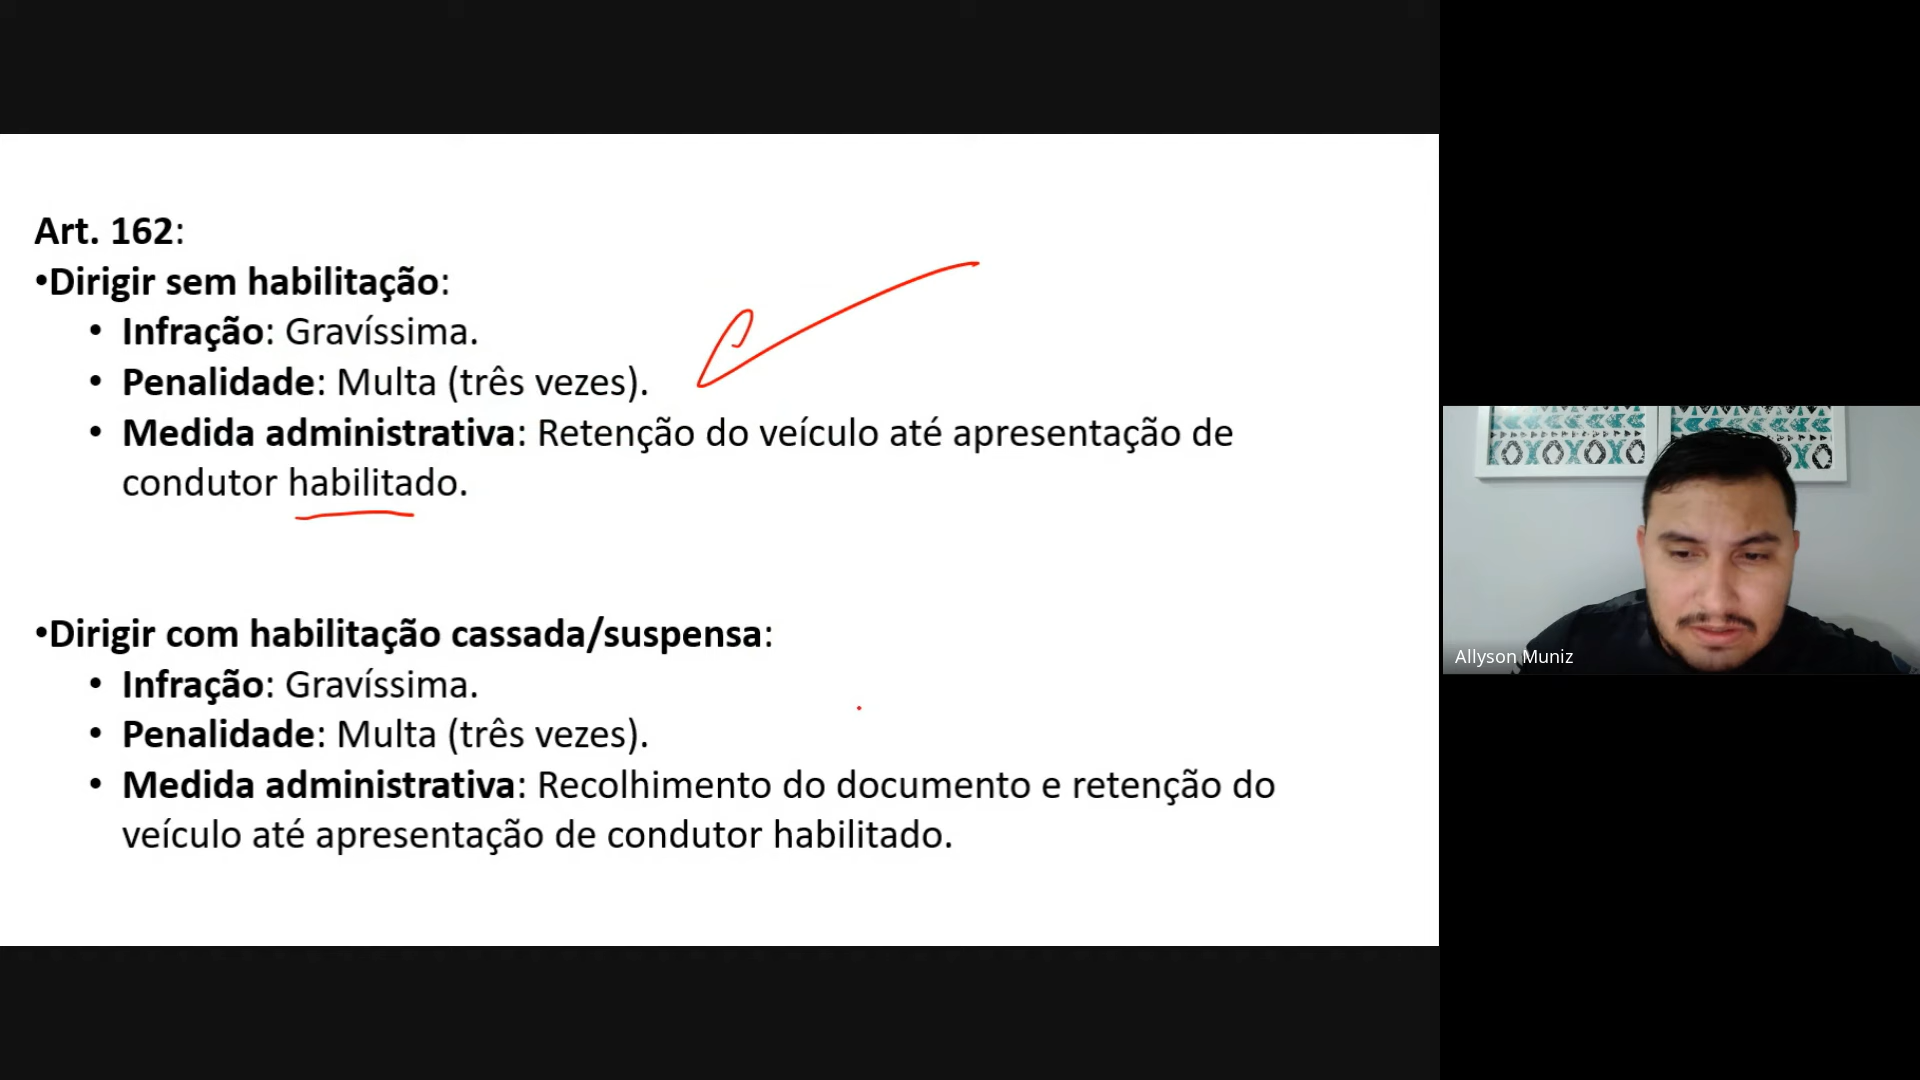 Art. 162:
•Dirigir sem habilitação:
• Infração: Gravíssima.
• Penalidade: Multa (três vezes).
• Medida administrativa: Retenção do veículo até apresentação de
condutor habilitado.
•Dirigir com habilitação cassada/suspensa:
• Infração: Gravíssima.
• Penalidade: Multa (três vezes).
• Medida administrativa: Recolhimento do documento e retenção do
veículo até apresentação de condutor habilitado.
Allyson Muniz